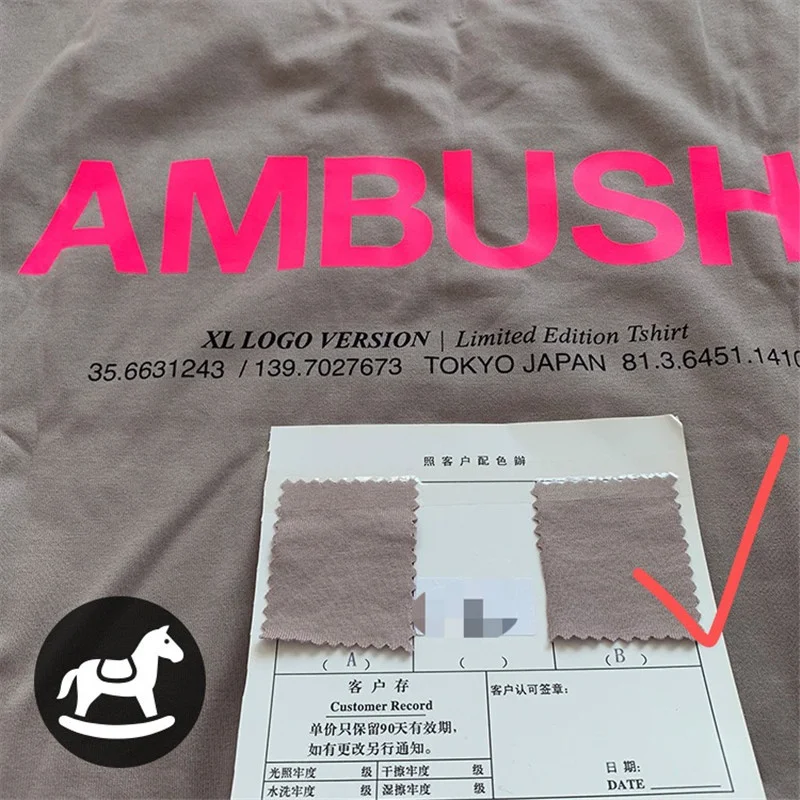 AMBUSH
XL LOGO VERSION | Limited Edition Tshirt
35.6631243 / 139.7027673 TOKYO JAPAN 81.3.6451.1410
照客户配色辦
( A ) ( ) ( B )
客户存
Customer Record
单价只保留90天有效期,
如有更改另行通知。
客户认可签章:
日期:
DATE
光照牢度 级 干擦牢度 级
水洗牢度 级 湿擦牢度 级